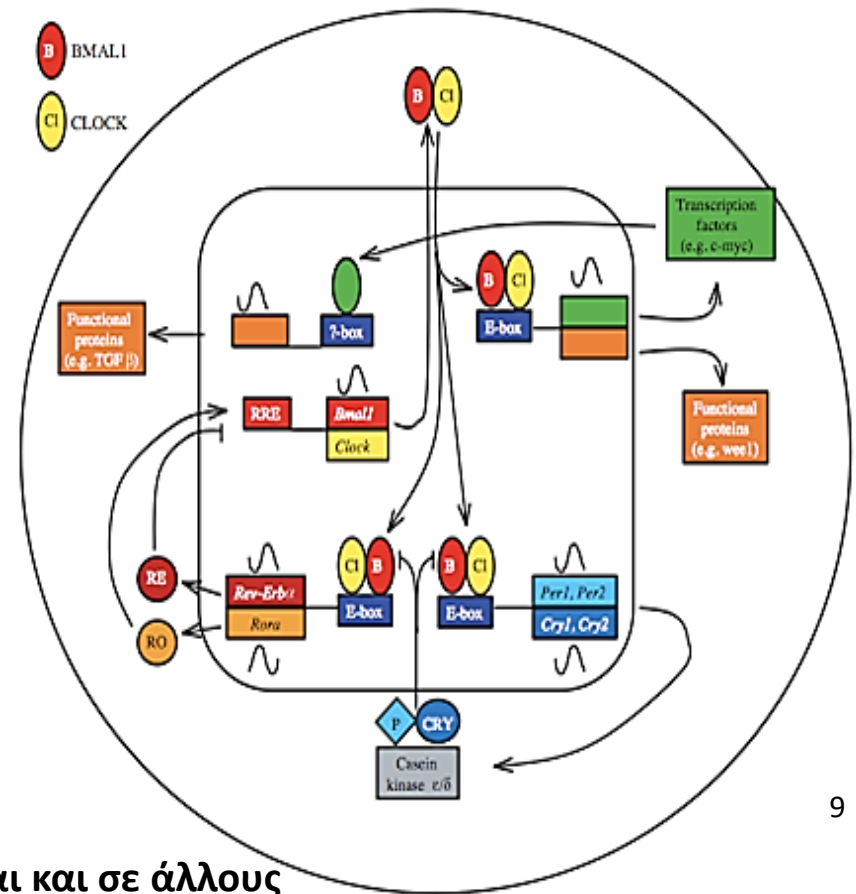 B BMAL1
Cl CLOCK
B Cl
Transcription
factors
(e.g. c-myc)
B Cl
?-box
E-box
Functional
proteins
(e.g. TGF β)
RRE
Bmal1
Clock
Functional
proteins
(e.g. wee1)
Cl B
B Cl
RE
Rev-Erbα
E-box
E-box
Per1, Per2
RO
Rora
Cry1, Cry2
P CRY
Casein
kinase ε/δ
9
αι και σε άλλους